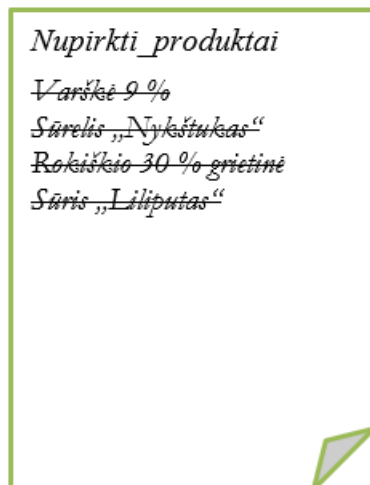 Nupirkti_produktai
Varškė 9 %
Sūrelis „Nykštukas“
Rokiškio 30 % grietinė
Sūris „Liliputas“